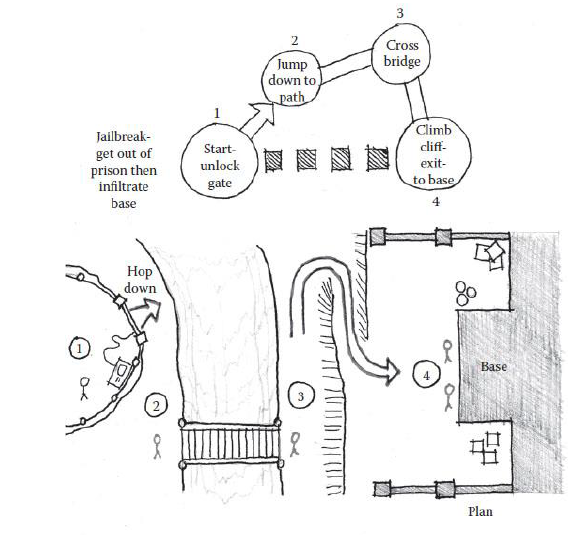 3
2
Cross
bridge
Jump
down to
path
1
Jailbreak-
get out of
prison then
infiltrate
base
Start-
unlock
gate
Climb
cliff-
exit-
to base
4
Hop
down
1
2
3
4
Base
Plan